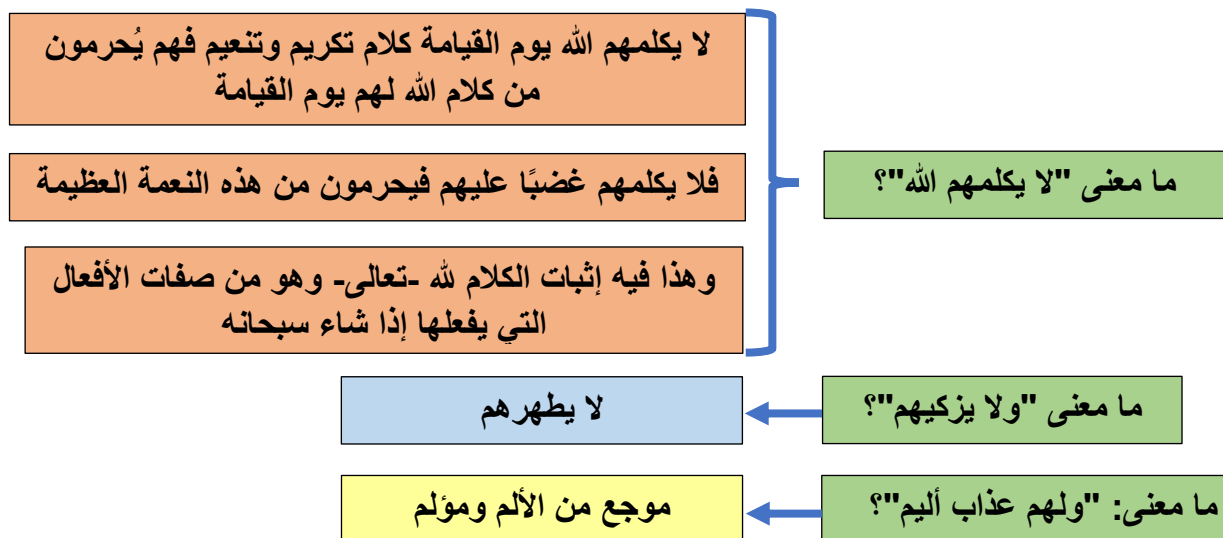 ما معنى "لا يكلمهم الله"؟
لا يكلمهم الله يوم القيامة كلام تكريم وتنعيم فهم يُحرمون
من كلام الله لهم يوم القيامة
فلا يكلمهم غضبًا عليهم فيحرمون من هذه النعمة العظيمة
وهذا فيه إثبات الكلام لله -تعالى- وهو من صفات الأفعال
التي يفعلها إذا شاء سبحانه
ما معنى "ولا يزكيهم"؟
لا يطهرهم
ما معنى: "ولهم عذاب أليم"؟
موجع من الألم ومؤلم